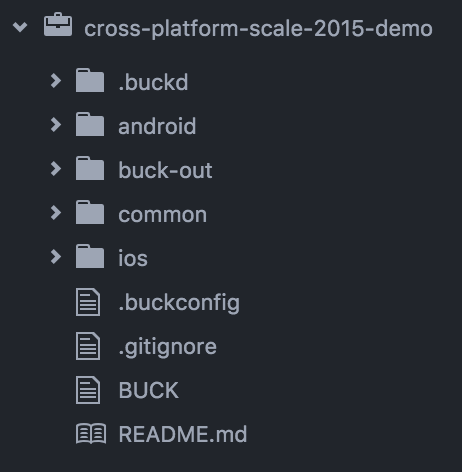 cross-platform-scale-2015-demo
.buckd
android
buck-out
common
ios
.buckconfig
.gitignore
BUCK
README.md